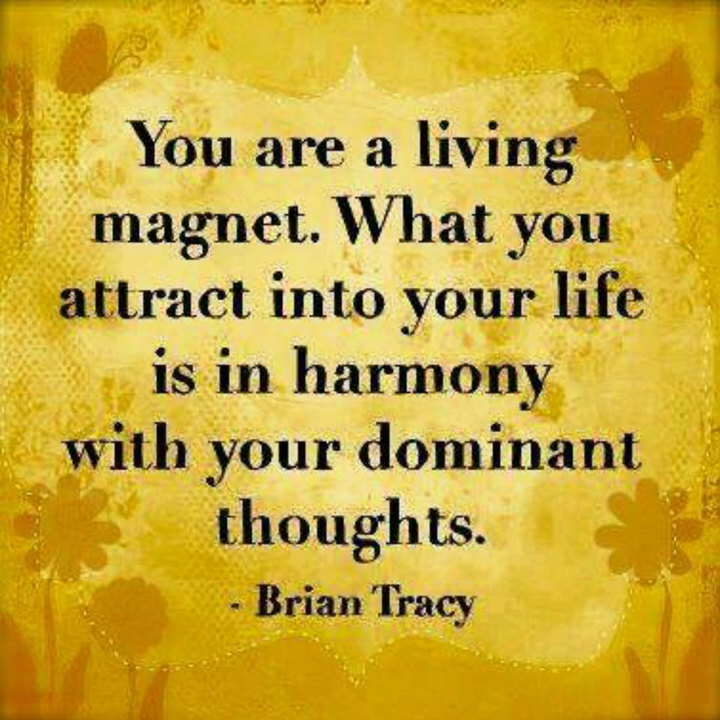 You are a living
magnet. What you
attract into your life
is in harmony
with your dominant
thoughts.
- Brian Tracy